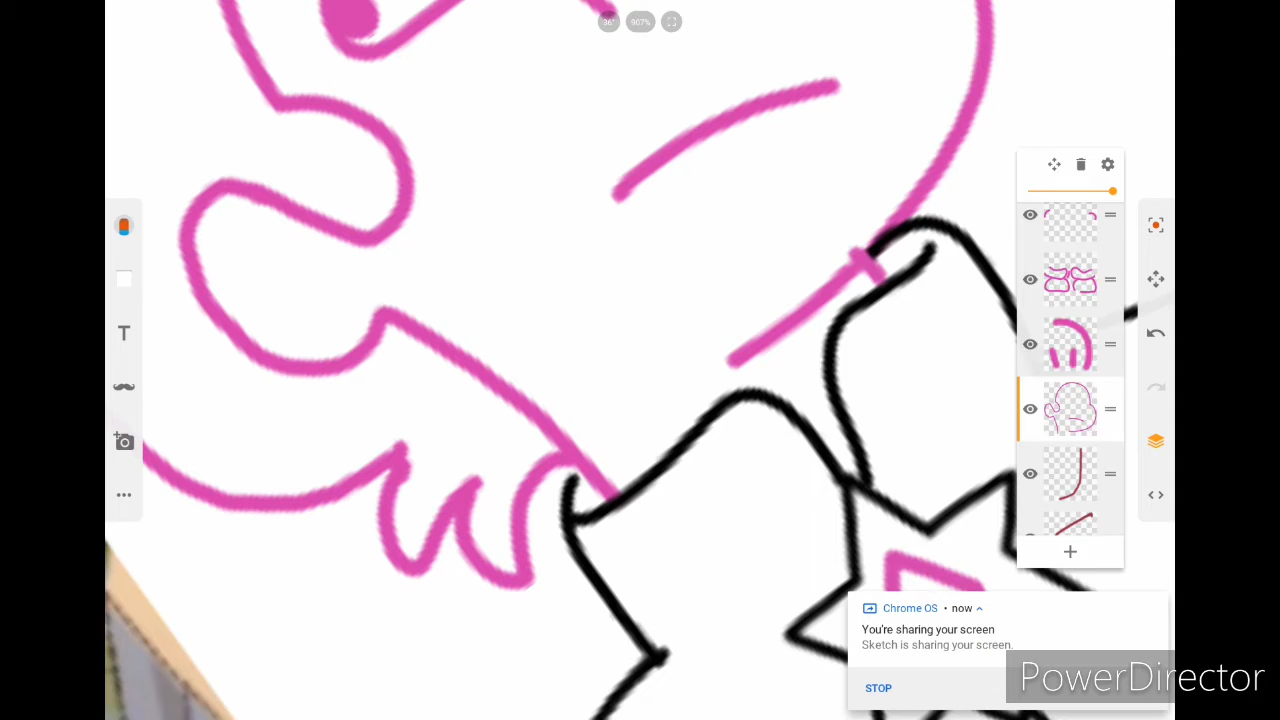 36° 907%
T
Chrome OS • now
You're sharing your screen
Sketch is sharing your screen.
STOP
PowerDirector